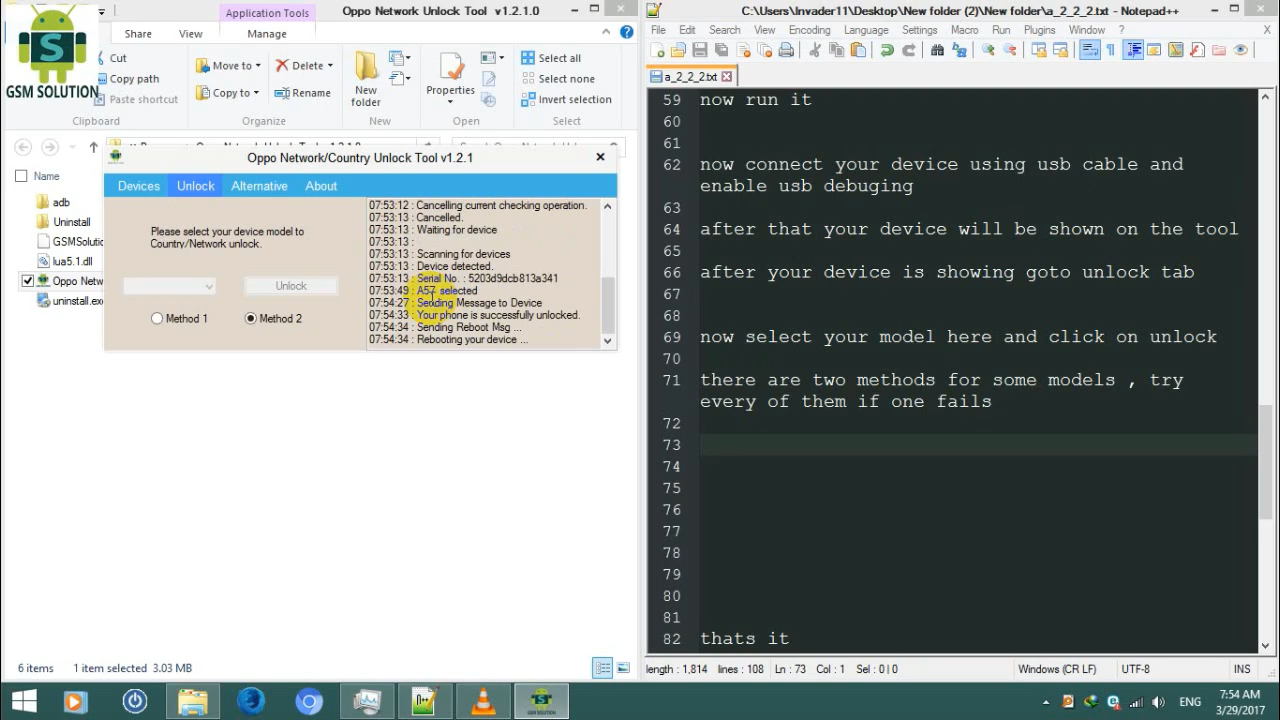 Application Tools
Oppo Network Unlock Tool v1.2.1.0
Share
View
Manage
Cut
Copy path
Paste shortcut
Clipboard
Move to
Copy to
Delete
Rename
Organize
New folder
New
Properties
Open
Select all
Select none
Invert selection
Select
S
GSM SOLUTION
Name
adb
Uninstall
GSMSolutio
lua5.1.dll
Oppo Netw
uninstall.exe
Oppo Network/Country Unlock Tool v1.2.1
Devices
Unlock
Alternative
About
Please select your device model to
Country/Network unlock.
Unlock
Method 1
Method 2
07:53:12 : Cancelling current checking operation.
07:53:13 : Cancelled.
07:53:13 : Waiting for device
07:53:13 :
07:53:13 : Scanning for devices
07:53:13 : Device detected.
07:53:13 : Serial No. : 5203d9dcb813a341
07:53:49 : A57 selected
07:54:27 : Sending Message to Device
07:54:33 : Your phone is successfully unlocked.
07:54:34 : Sending Reboot Msg ...
07:54:34 : Rebooting your device ...
6 items
1 item selected 3.03 MB
C:\Users\Invader11\Desktop\New folder (2)\New folder\a_2_2_2.txt - Notepad++
File Edit Search View Encoding Language Settings Macro Run Plugins Window ?
X
a_2_2_2.txt
59 now run it
60
61
62 now connect your device using usb cable and
enable usb debuging
63
64 after that your device will be shown on the tool
65
66 after your device is showing goto unlock tab
67
68
69 now select your model here and click on unlock
70
71 there are two methods for some models , try
every of them if one fails
72
73
74
75
76
77
78
79
80
81
82 thats it
length : 1,814 lines : 108 Ln : 73 Col : 1 Sel : 0 | 0 Windows (CR LF) UTF-8 INS
ENG
7:54 AM
3/29/2017